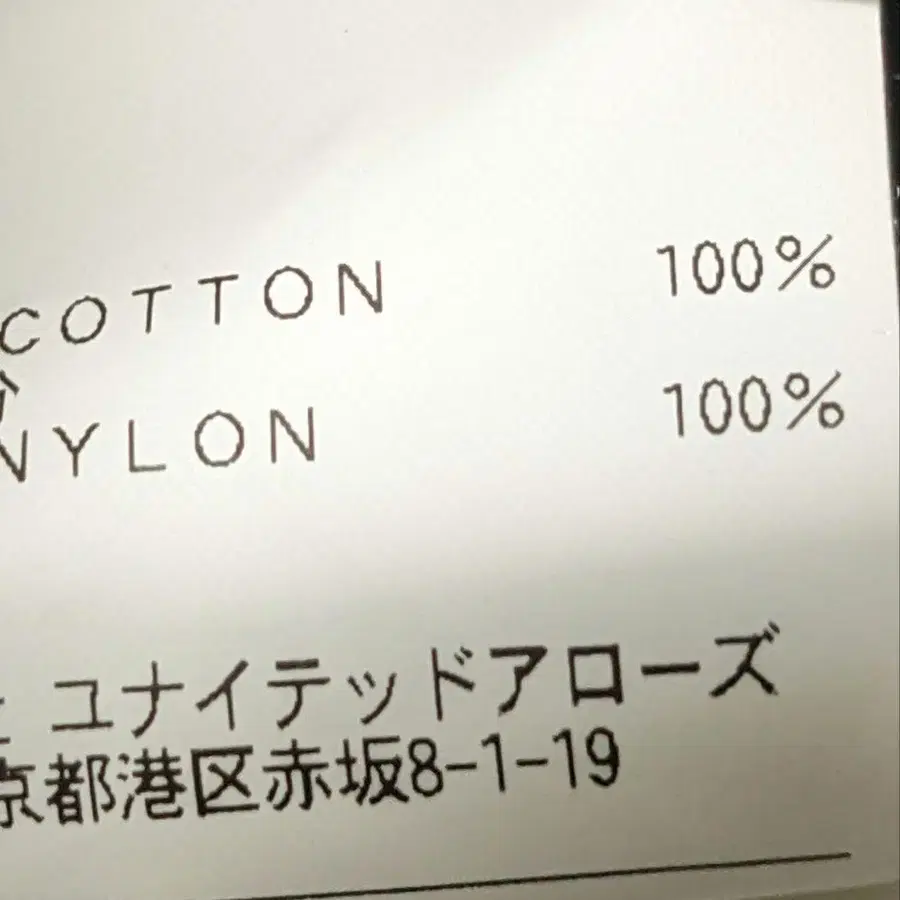 COTTON 100%
NYLON 100%
ユナイテッドアローズ
京都港区赤坂8-1-19